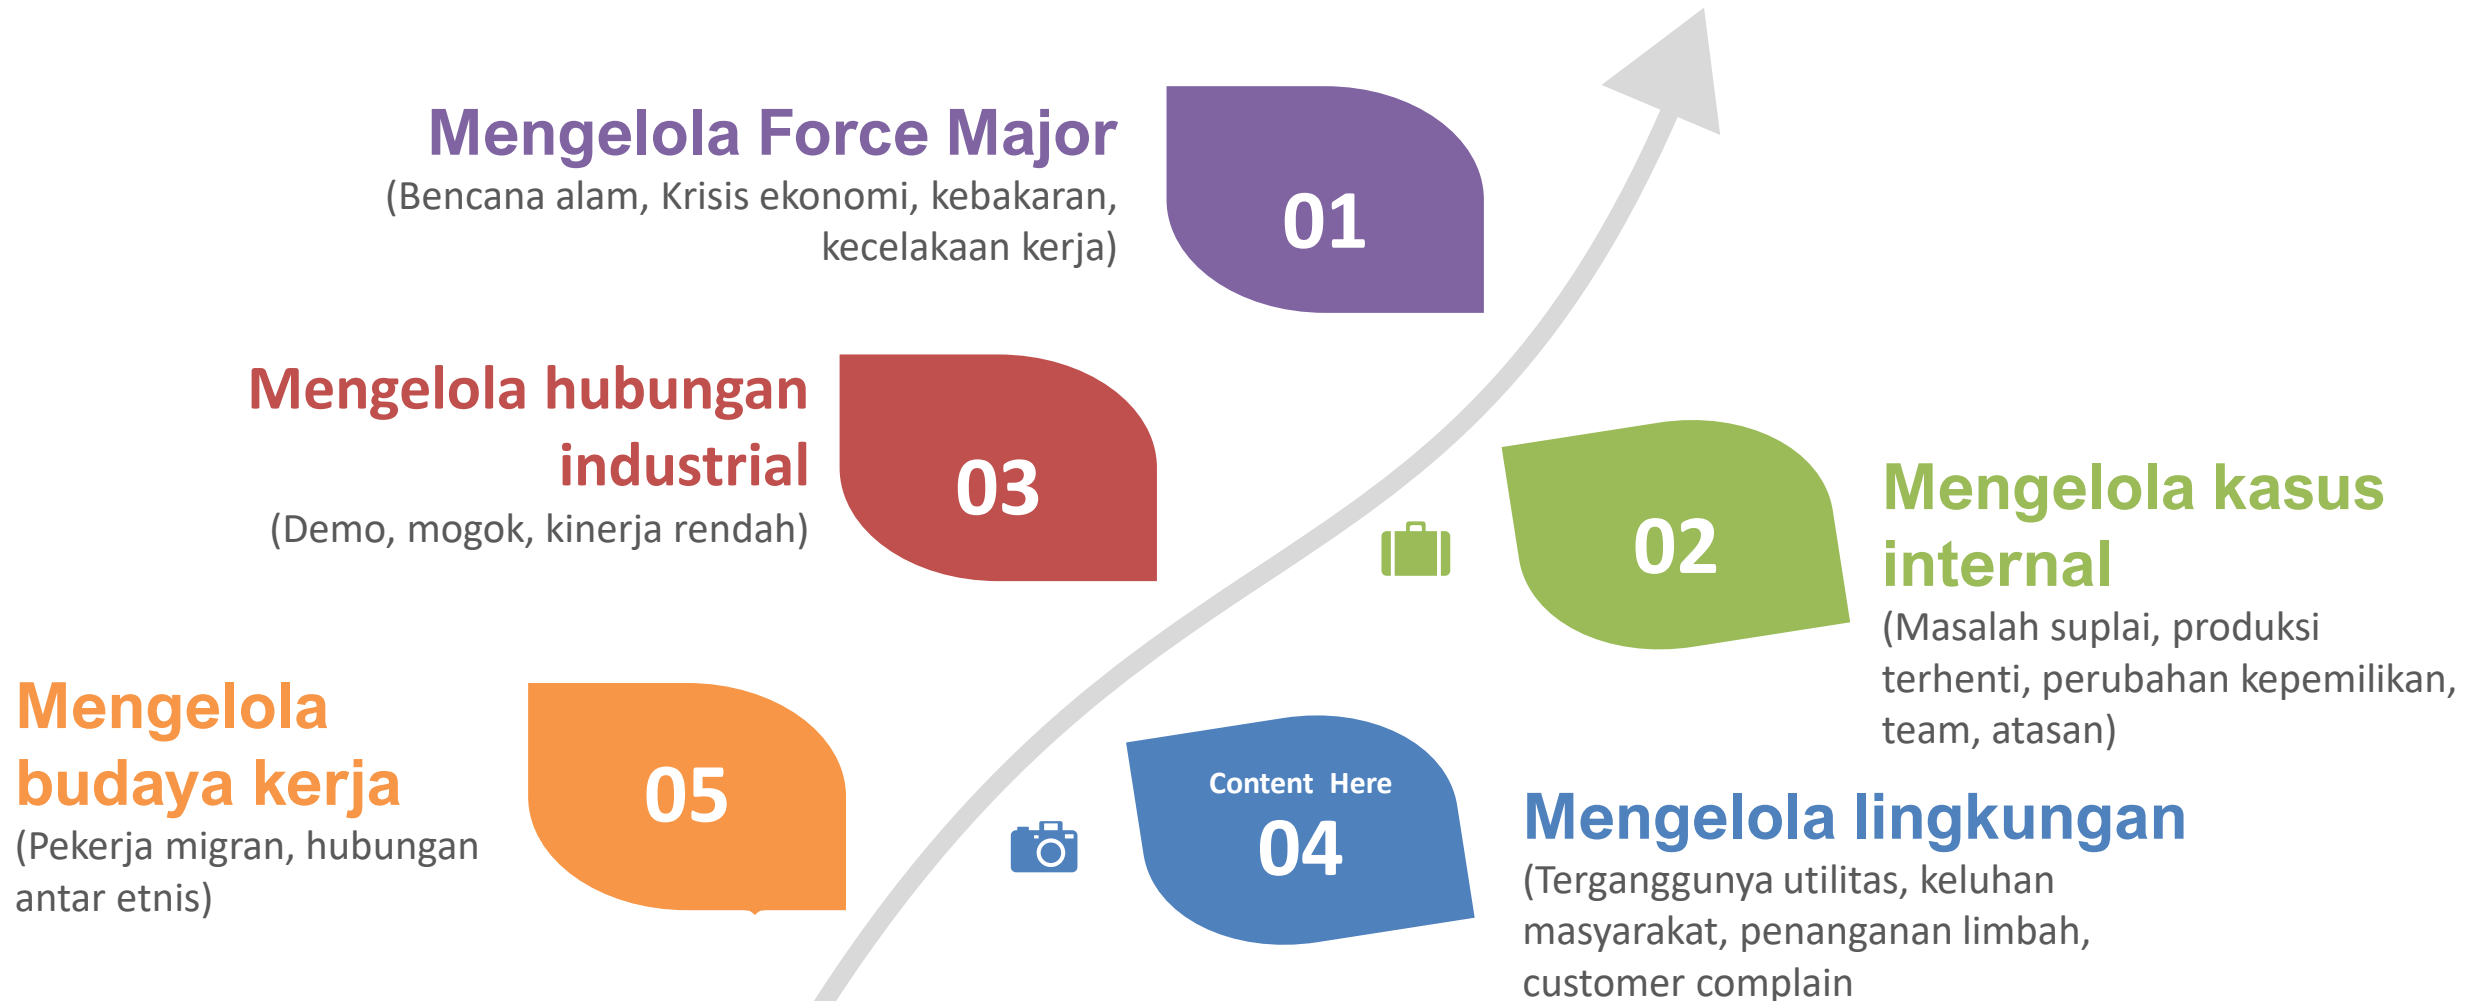 Mengelola Force Major
(Bencana alam, Krisis ekonomi, kebakaran,
kecelakaan kerja)
01
Mengelola hubungan
industrial
(Demo, mogok, kinerja rendah)
03
02
Mengelola kasus
internal
(Masalah suplai, produksi
terhenti, perubahan kepemilikan,
team, atasan)
Mengelola
budaya kerja
(Pekerja migran, hubungan
antar etnis)
05
Content Here
04
Mengelola lingkungan
(Terganggunya utilitas, keluhan
masyarakat, penanganan limbah,
customer complain